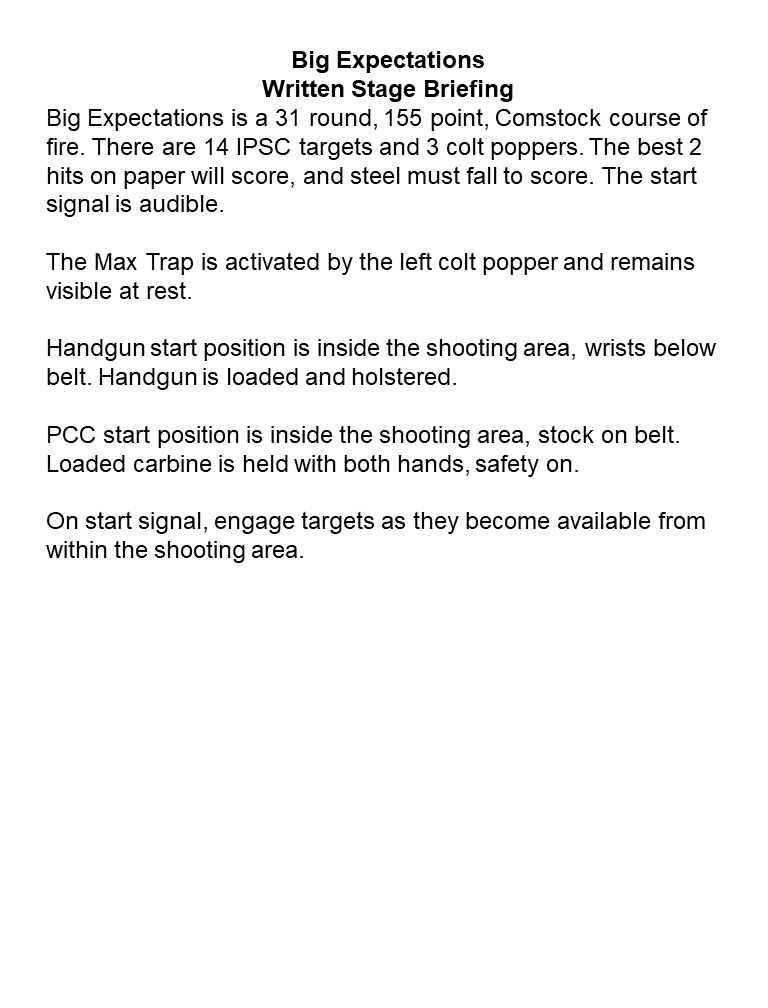 Big Expectations
Written Stage Briefing
Big Expectations is a 31 round, 155 point, Comstock course of
fire. There are 14 IPSC targets and 3 colt poppers. The best 2
hits on paper will score, and steel must fall to score. The start
signal is audible.
The Max Trap is activated by the left colt popper and remains
visible at rest.
Handgun start position is inside the shooting area, wrists below
belt. Handgun is loaded and holstered.
PCC start position is inside the shooting area, stock on belt.
Loaded carbine is held with both hands, safety on.
On start signal, engage targets as they become available from
within the shooting area.